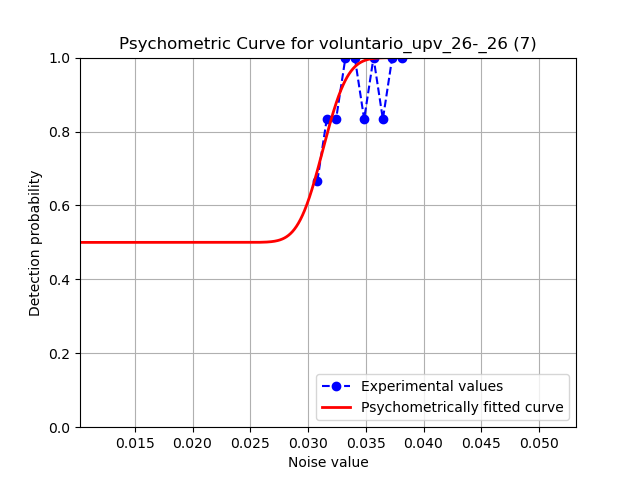 Psychometric Curve for voluntario_upv_26-_26 (7)
1.0
0.8
0.6
0.4
0.2
0.0
Detection probability
0.015 0.020 0.025 0.030 0.035 0.040 0.045 0.050
Noise value
Experimental values
Psychometrically fitted curve